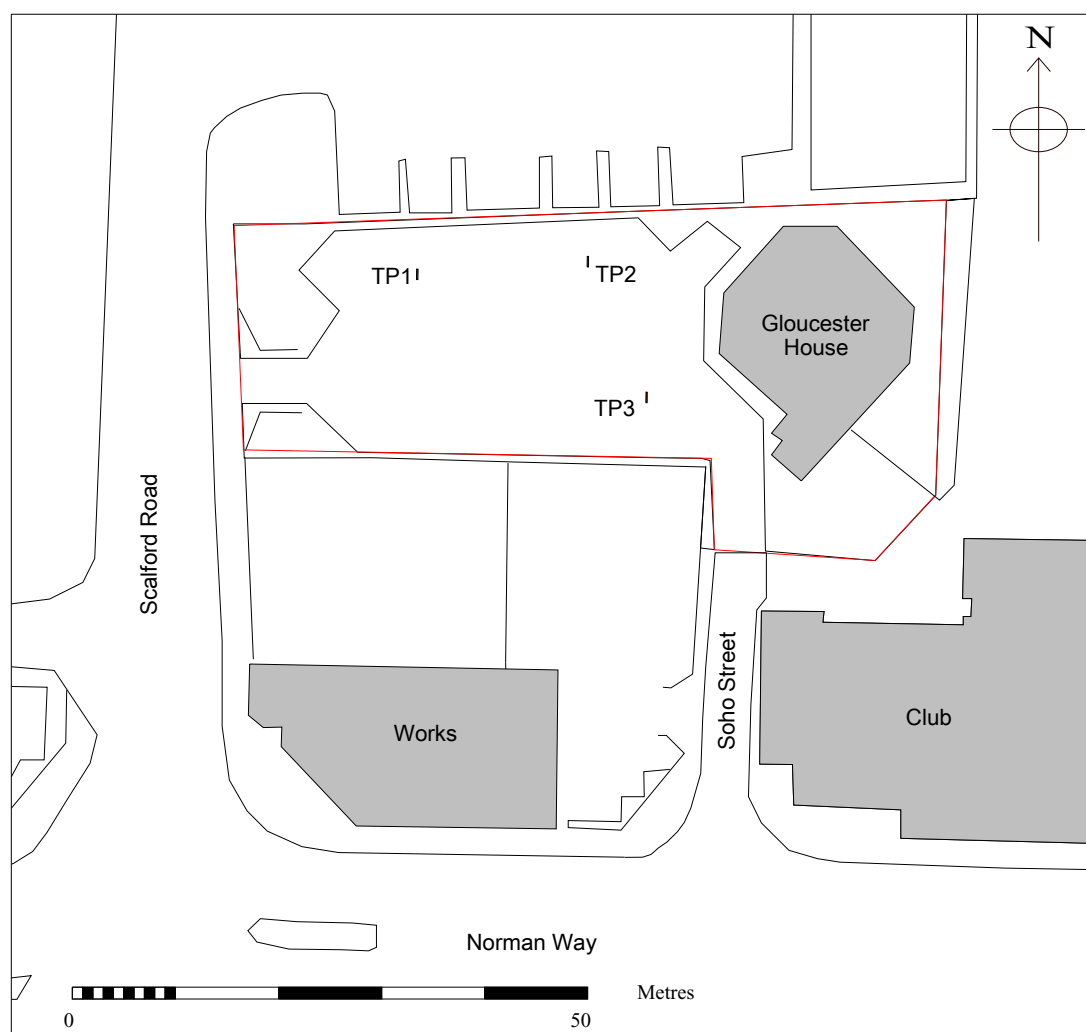 N
TP1
TP2
Gloucester
House
TP3
Scalford Road
Soho Street
Works
Club
Norman Way
Metres
0
50